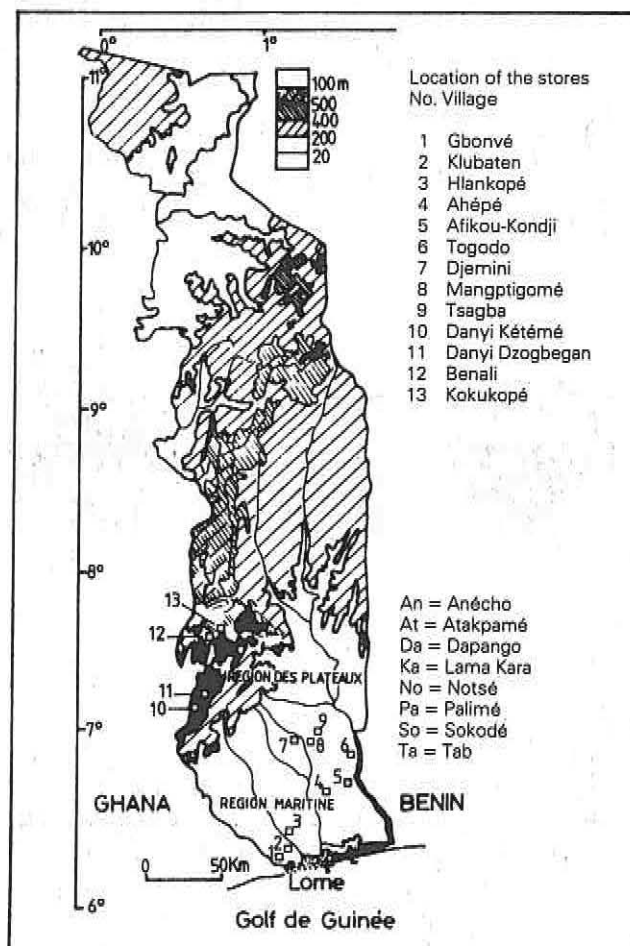 0°
1°
11°
10°
9°
8°
7°
6°
100 m
500
400
200
20
Location of the stores
No. Village
1 Gbonvé
2 Klubaten
3 Hlankopé
4 Ahépé
5 Afikou-Kondji
6 Togodo
7 Djemini
8 Mangptigomé
9 Tsagba
10 Danyi Kétémé
11 Danyi Dzogbegan
12 Benali
13 Kokukopé
13
12
11
10
REGION DES PLATEAUX
9
7
8
6
5
4
An = Anécho
At = Atakpamé
Da = Dapango
Ka = Lama Kara
No = Notsé
Pa = Palimé
So = Sokodé
Ta = Tab
GHANA
REGION MARITINE
BENIN
3
2
1
0 50Km
Lome
Golf de Guinée